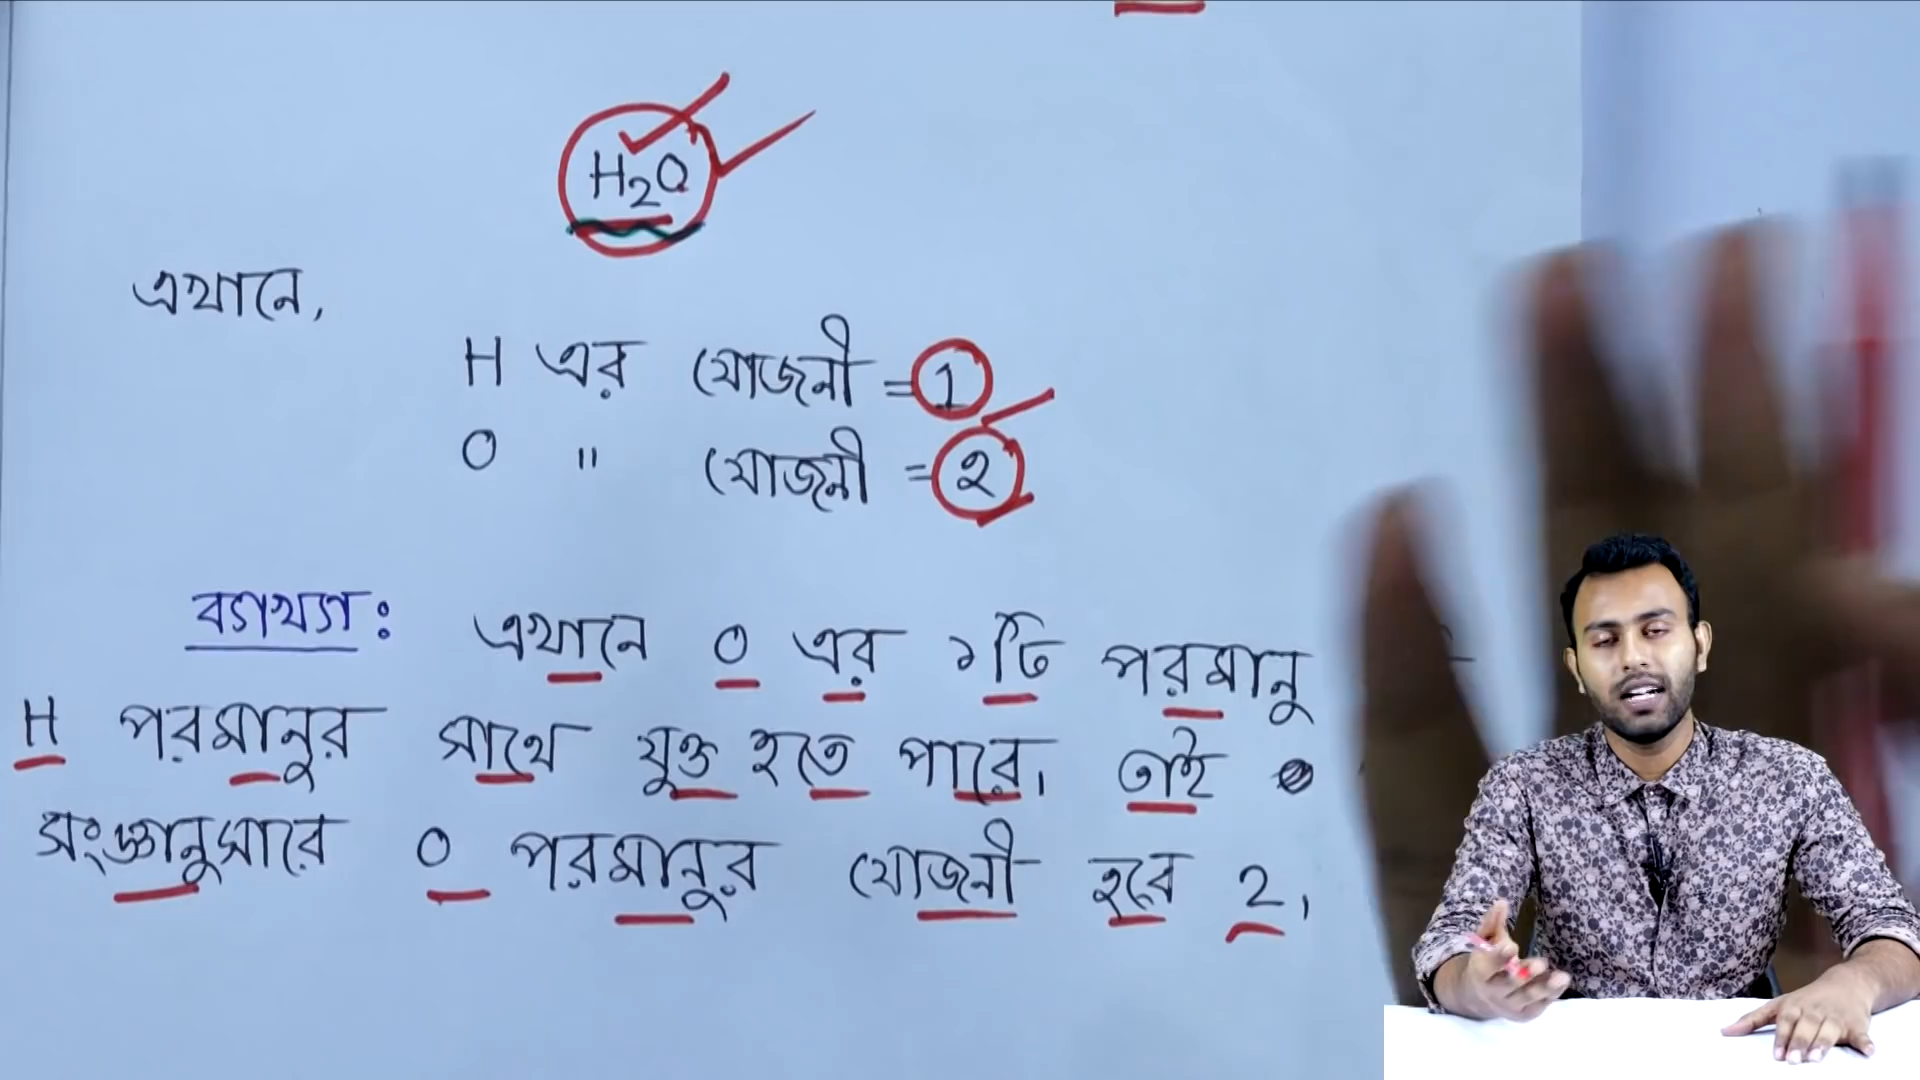 H2O
এখানে,
H এর যোজনী = 1
O " যোজনী = ২
ব্যাখ্যা: এখানে O এর ১টি পরমানু
H পরমানুর সাথে যুক্ত হতে পারে। তাই
সংজ্ঞানুসারে O পরমানুর যোজনী হবে 2।